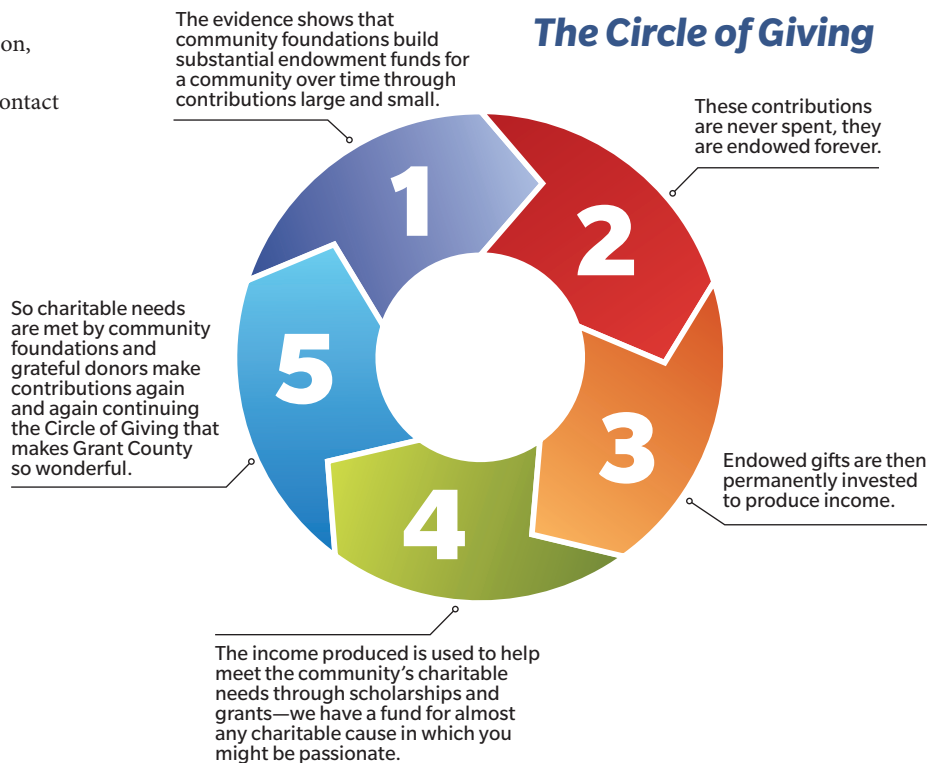 on,
ontact
The Circle of Giving
The evidence shows that
community foundations build
substantial endowment funds for
a community over time through
contributions large and small.
These contributions
are never spent, they
are endowed forever.
1
2
3
4
5
Endowed gifts are then
permanently invested
to produce income.
The income produced is used to help
meet the community’s charitable
needs through scholarships and
grants—we have a fund for almost
any charitable cause in which you
might be passionate.
So charitable needs
are met by community
foundations and
grateful donors make
contributions again
and again continuing
the Circle of Giving that
makes Grant County
so wonderful.